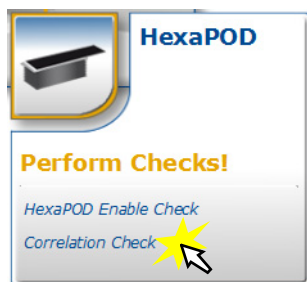 HexaPOD
Perform Checks!
HexaPOD Enable Check
Correlation Check